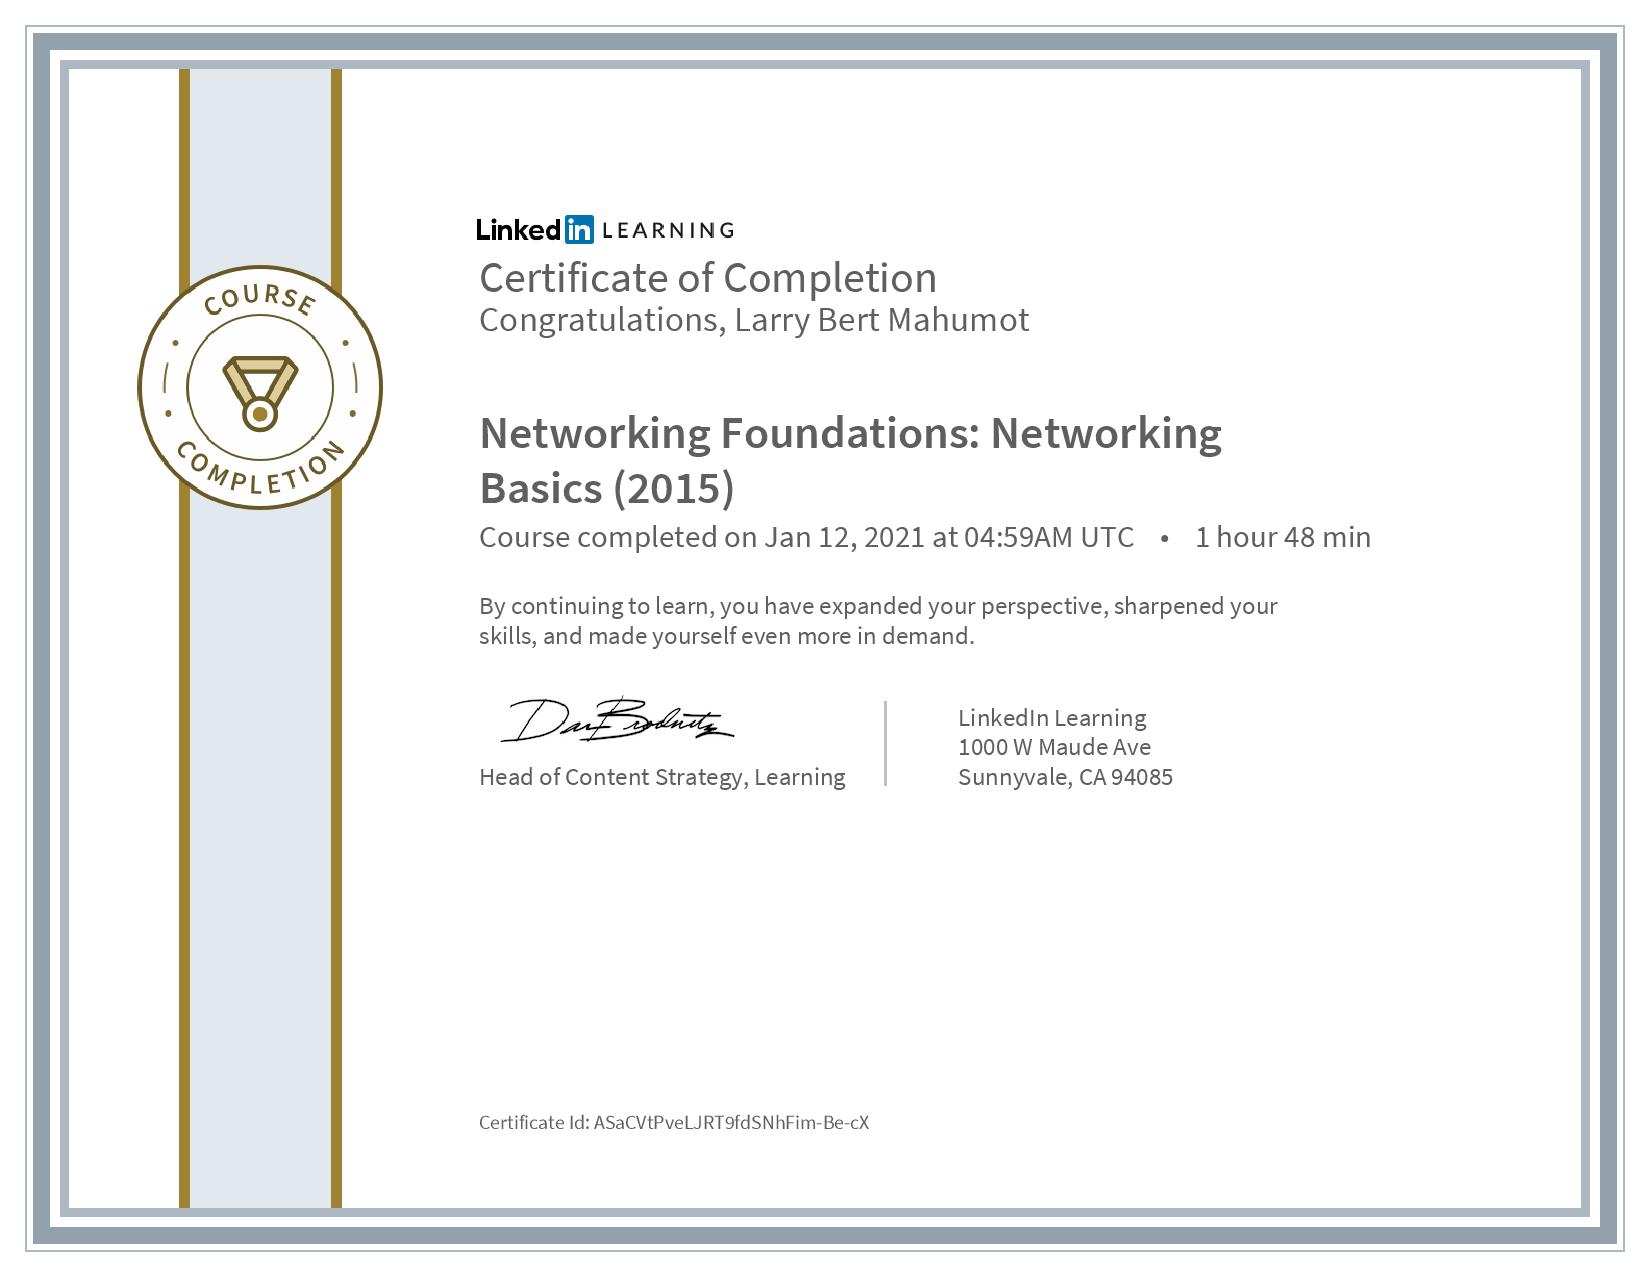 COURSE
COMPLETION
Linked in LEARNING
Certificate of Completion
Congratulations, Larry Bert Mahumot
Networking Foundations: Networking
Basics (2015)
Course completed on Jan 12, 2021 at 04:59AM UTC • 1 hour 48 min
By continuing to learn, you have expanded your perspective, sharpened your
skills, and made yourself even more in demand.
Head of Content Strategy, Learning
LinkedIn Learning
1000 W Maude Ave
Sunnyvale, CA 94085
Certificate Id: ASaCVtPveLJRT9fdSNhFim-Be-cX